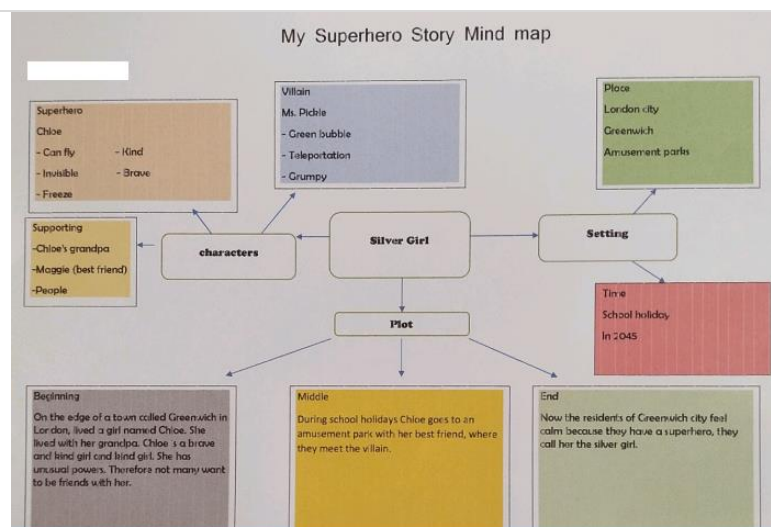 My Superhero Story Mind map
Superhero
Chloe
- Can fly - Kind
- Invisible - Brave
- Freeze
Villain
Ms. Pickle
- Green bubble
- Teleportation
- Grumpy
Place
London city
Greenwich
Amusement parks
Supporting
-Chloe's grandpa
-Maggie (best friend)
-People
characters
Silver Girl
Setting
Time
School holiday
In 2045
Plot
Beginning
On the edge of a town called Greenwich in
London, lived a girl named Chloe. She
lived with her grandpa. Chloe is a brave
and kind girl and kind girl. She has
unusual powers. Therefore not many want
to be friends with her.
Middle
During school holidays Chloe goes to an
amusement park with her best friend, where
they meet the villain.
End
Now the residents of Greenwich city feel
calm because they have a superhero, they
call her the silver girl.